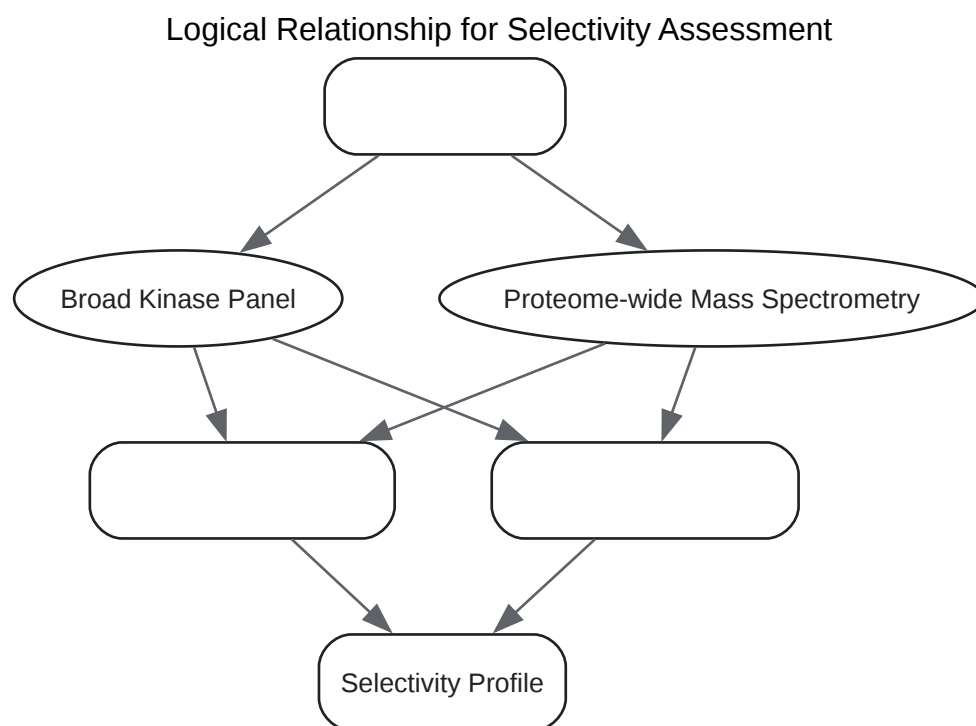 Logical Relationship for Selectivity Assessment
Broad Kinase Panel
Proteome-wide Mass Spectrometry
Selectivity Profile